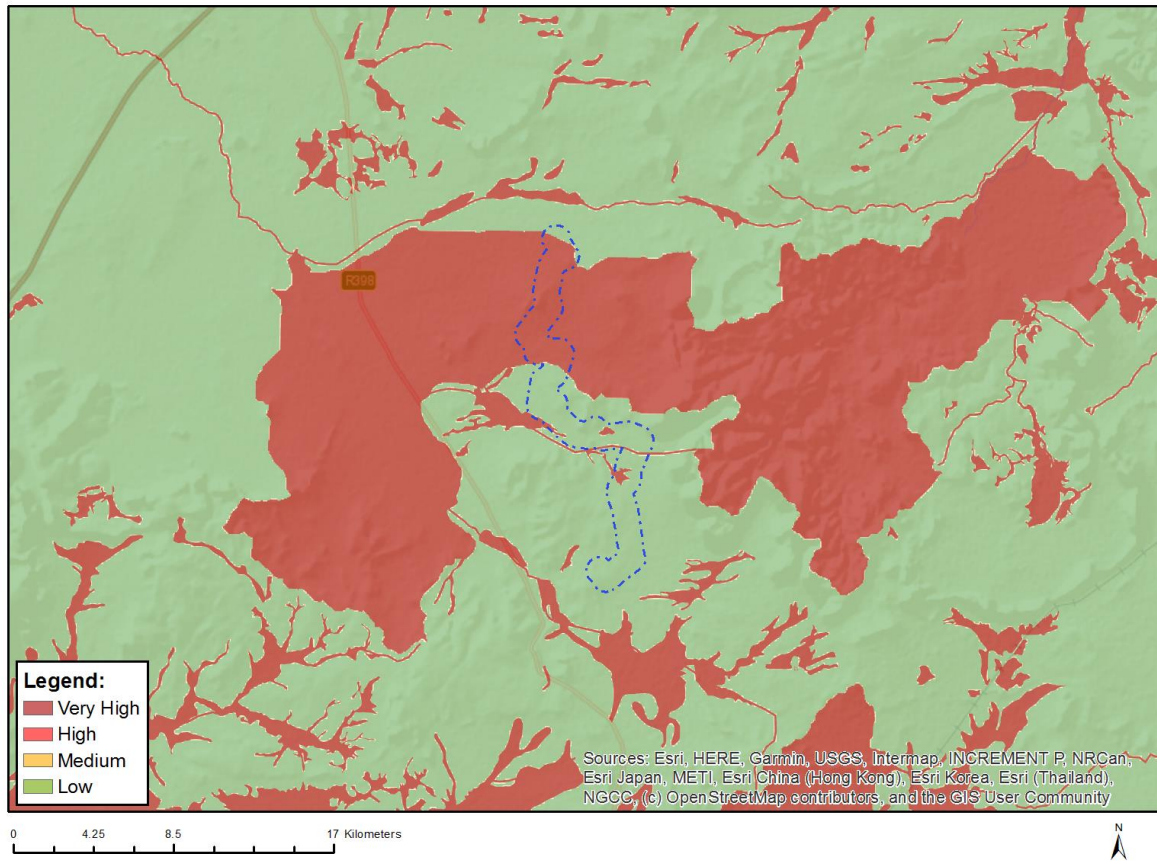 R398
Legend:
Very High
High
Medium
Low
Sources: Esri, HERE, Garmin, USGS, Intermap, INCREMENT P, NRCan,
Esri Japan, METI, Esri China (Hong Kong), Esri Korea, Esri (Thailand),
NGCC, (c) OpenStreetMap contributors, and the GIS User Community
0 4.25 8.5 17 Kilometers
N